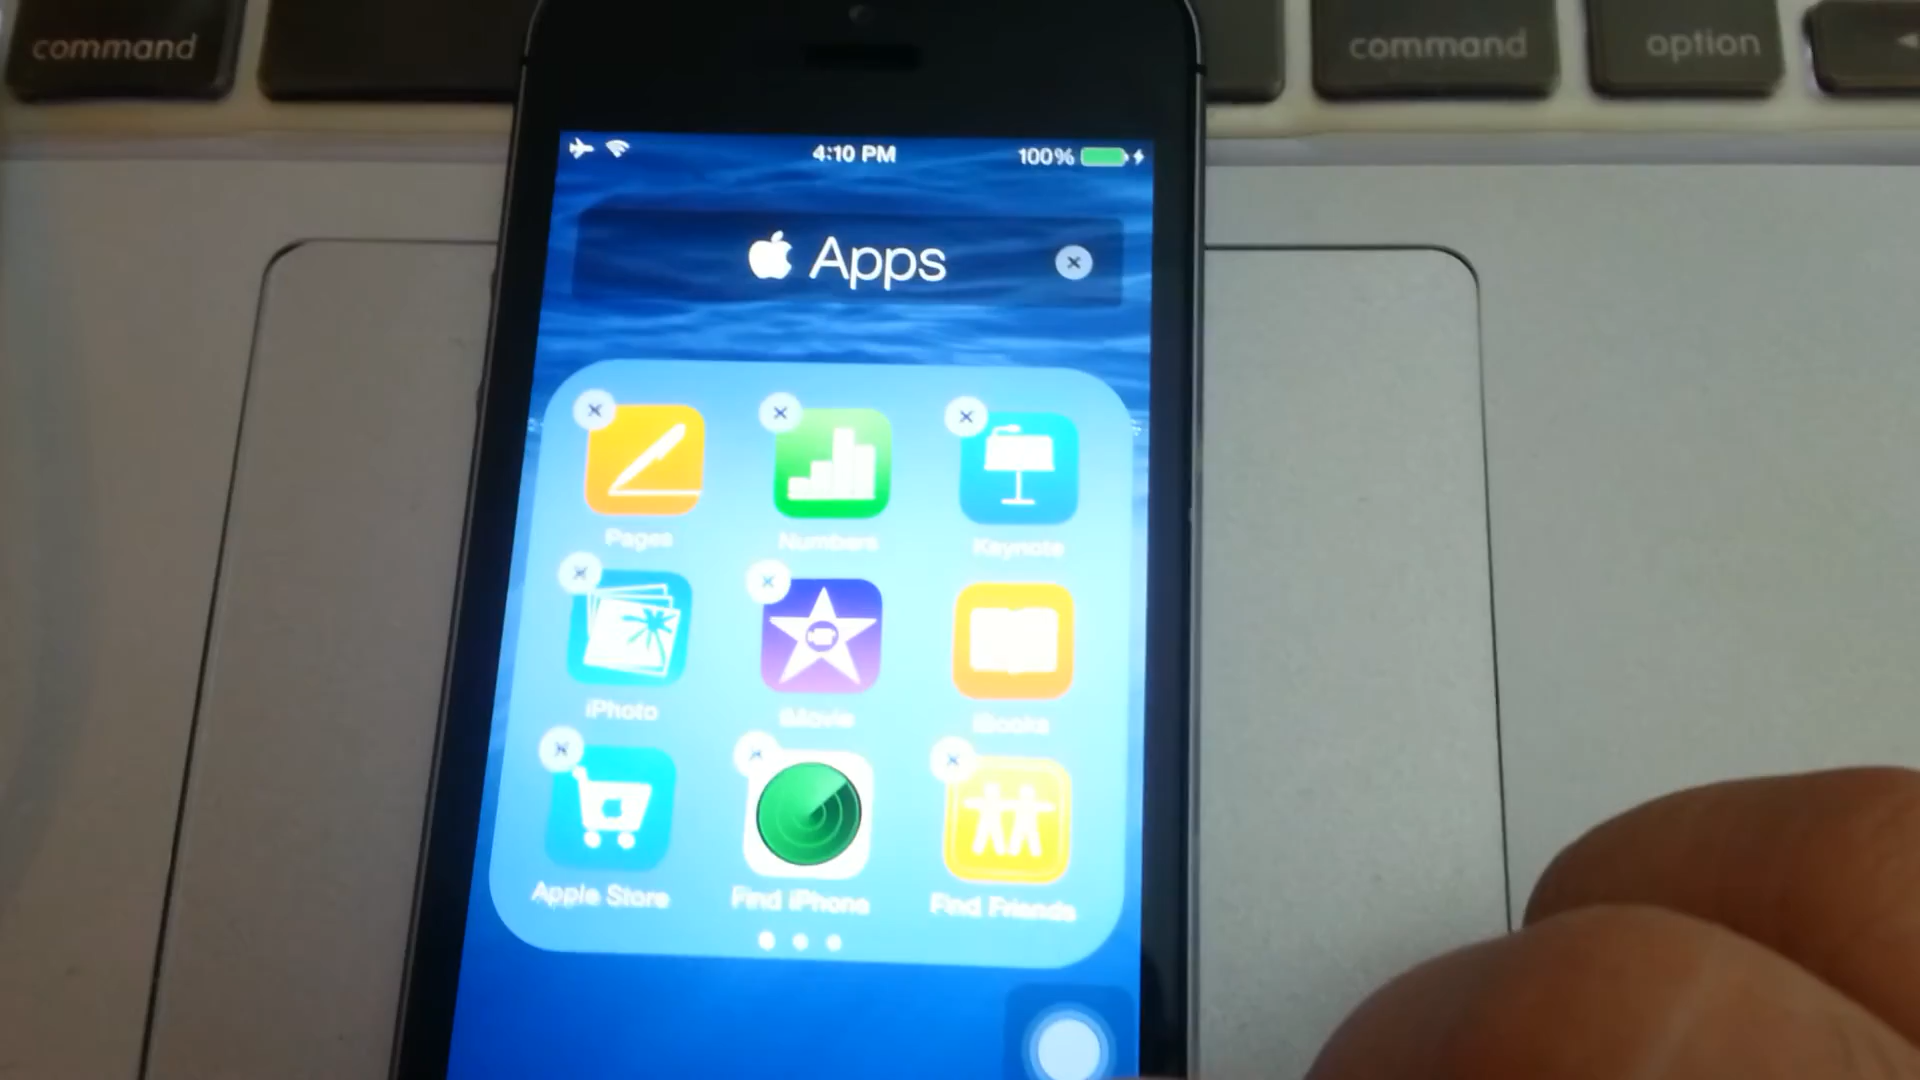 command
command
option
4:10 PM
100%
Apps
Pages
Numbers
Keynote
iPhoto
iMovie
iBooks
Apple Store
Find iPhone
Find Friends